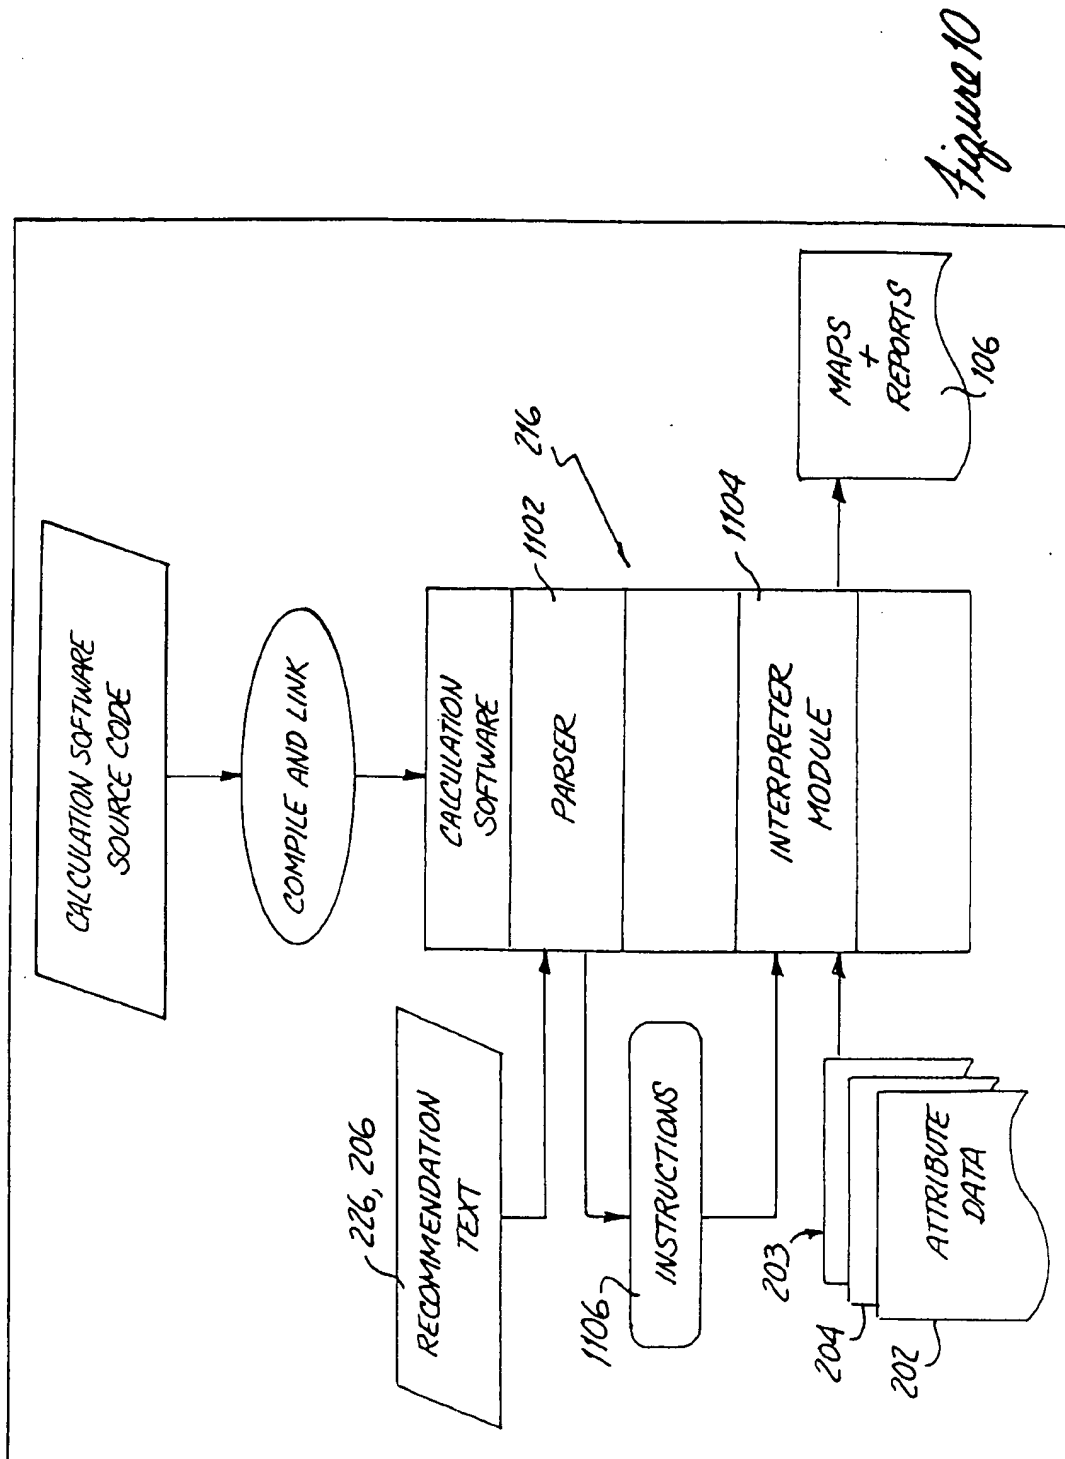 CALCULATION SOFTWARE
SOURCE CODE
COMPILE AND LINK
226, 206
RECOMMENDATION
TEXT
CALCULATION
SOFTWARE
216
PARSER
1102
1106
INSTRUCTIONS
INTERPRETER
MODULE
1104
203
204
202
ATTRIBUTE
DATA
MAPS
+
REPORTS
106
Figure 10